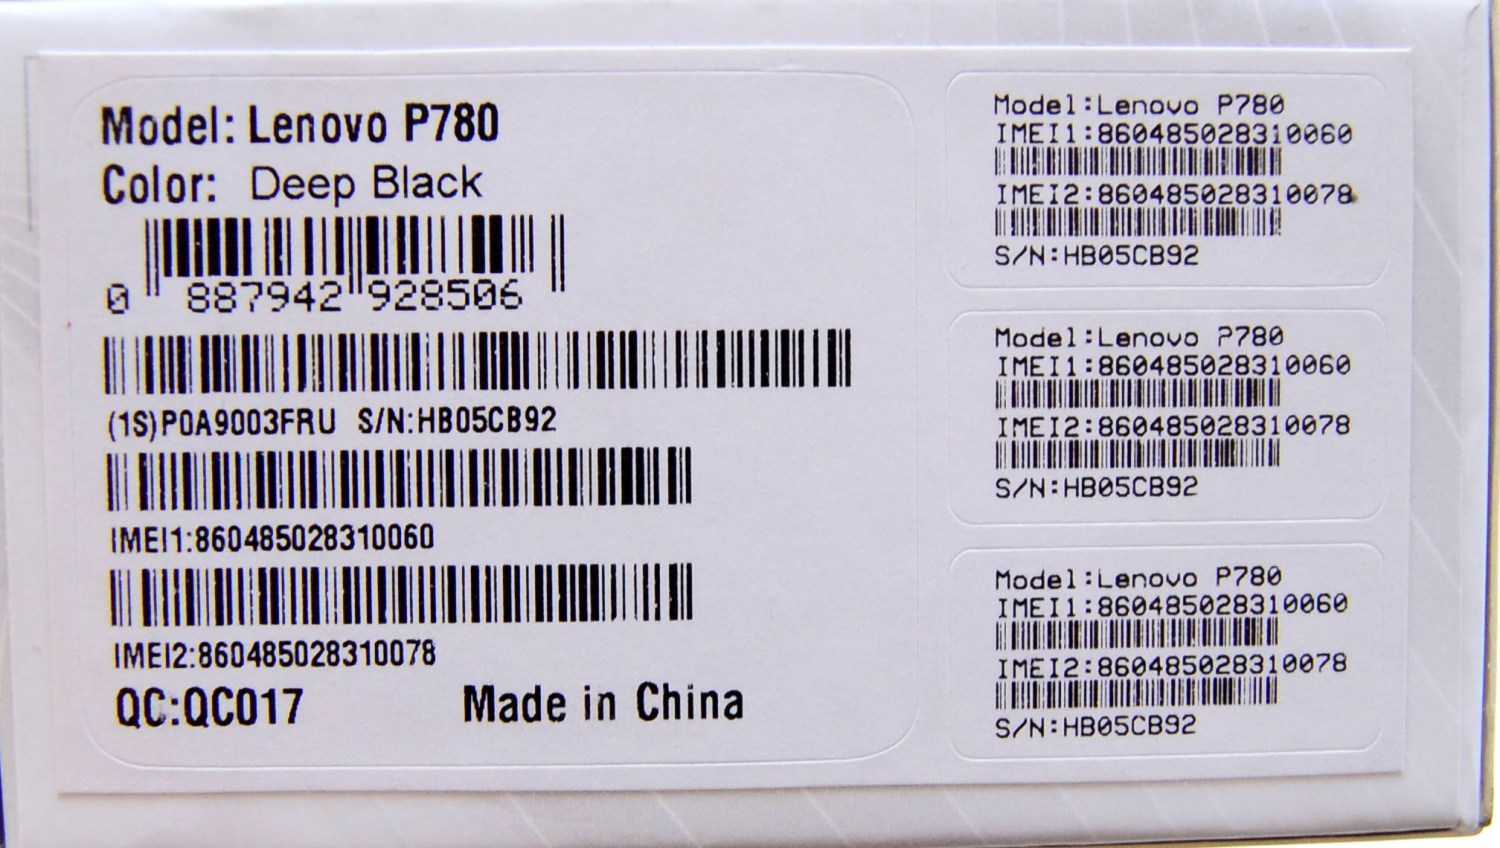 Model: Lenovo P780
Color: Deep Black
0 887942 928506
(1S)P0A9003FRU S/N:HB05CB92
IMEI1:860485028310060
IMEI2:860485028310078
QC:QC017 Made in China
Model:Lenovo P780
IMEI1:860485028310060
IMEI2:860485028310078
S/N:HB05CB92
Model:Lenovo P780
IMEI1:860485028310060
IMEI2:860485028310078
S/N:HB05CB92
Model:Lenovo P780
IMEI1:860485028310060
IMEI2:860485028310078
S/N:HB05CB92